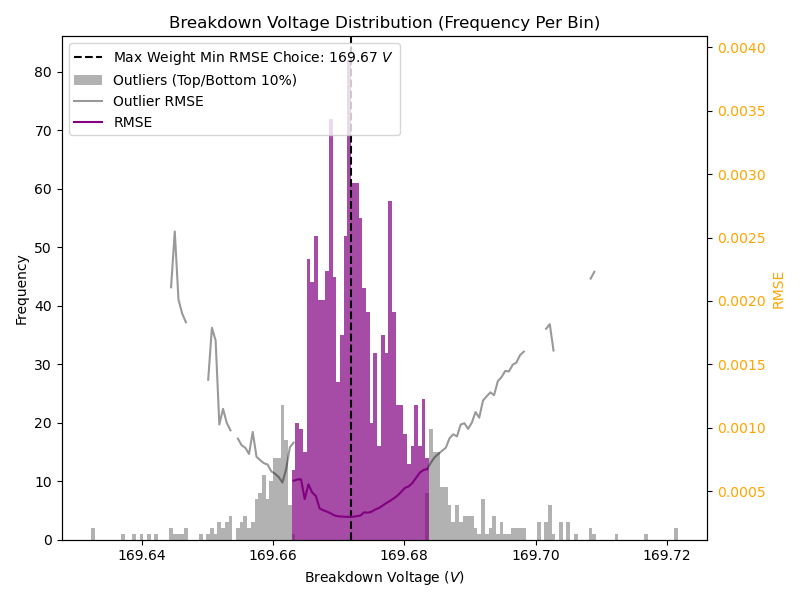 Breakdown Voltage Distribution (Frequency Per Bin)
Max Weight Min RMSE Choice: 169.67 V
Outliers (Top/Bottom 10%)
Outlier RMSE
RMSE
Frequency
80
70
60
50
40
30
20
10
0
0.0040
0.0035
0.0030
0.0025
0.0020
0.0015
0.0010
0.0005
RMSE
169.64 169.66 169.68 169.70 169.72
Breakdown Voltage (V)